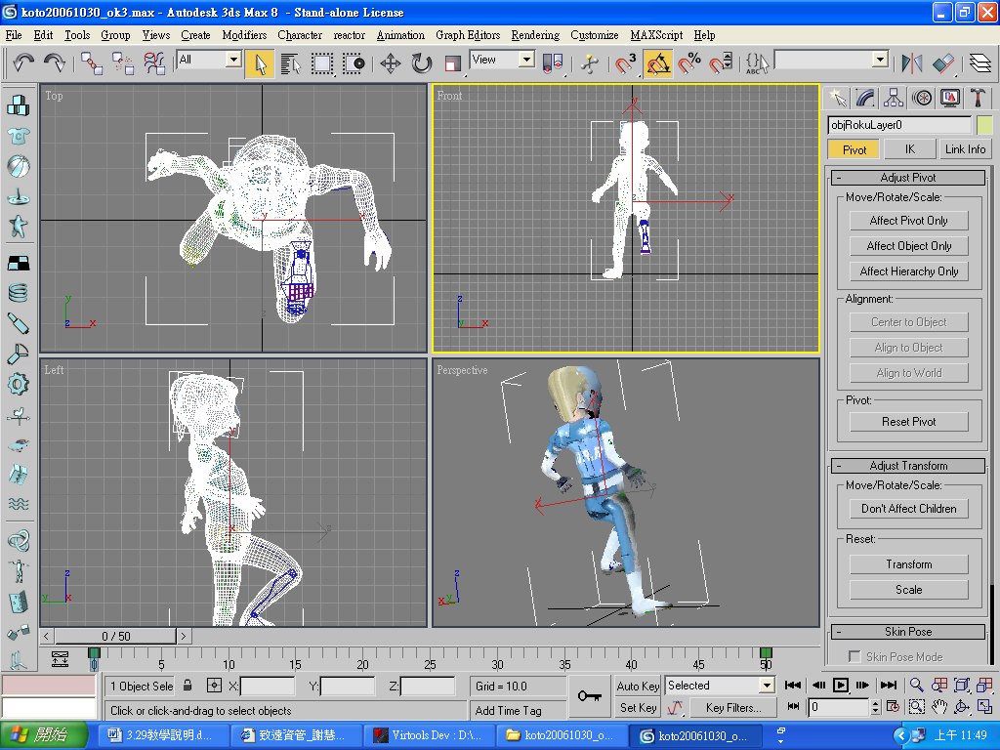 koto20061030_ok3.max - Autodesk 3ds Max 8 - Stand-alone License
File Edit Tools Group Views Create Modifiers Character reactor Animation Graph Editors Rendering Customize MAXScript Help
All View 3 % ABC
Top
Front
objRokuLayer0
Pivot IK Link Info
- Adjust Pivot
Move/Rotate/Scale:
Affect Pivot Only
Affect Object Only
Affect Hierarchy Only
Alignment:
Center to Object
Align to Object
Align to World
Pivot:
Reset Pivot
Left
Perspective
- Adjust Transform
Move/Rotate/Scale:
Don't Affect Children
Reset:
Transform
Scale
- Skin Pose
Skin Pose Mode
< 0 / 50 >
0 5 10 15 20 25 30 35 40 45 50
1 Object Sele X: Y: Z: Grid = 10.0 Auto Key Selected
Click or click-and-drag to select objects Add Time Tag Set Key Key Filters... 0
開始 3.29教學說明.d... 致遠資管_謝慧... Virtools Dev : D:\... koto20061030_o... koto20061030_o... 上午 11:49